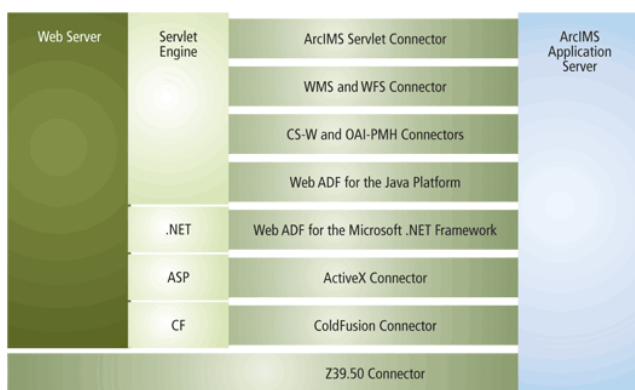 Web Server
Servlet
Engine
ArcIMS Servlet Connector
ArcIMS
Application
Server
WMS and WFS Connector
CS-W and OAI-PMH Connectors
Web ADF for the Java Platform
.NET
Web ADF for the Microsoft .NET Framework
ASP
ActiveX Connector
CF
ColdFusion Connector
Z39.50 Connector